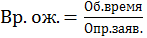 Вр. ож. = Об.время / Опр.заяв.